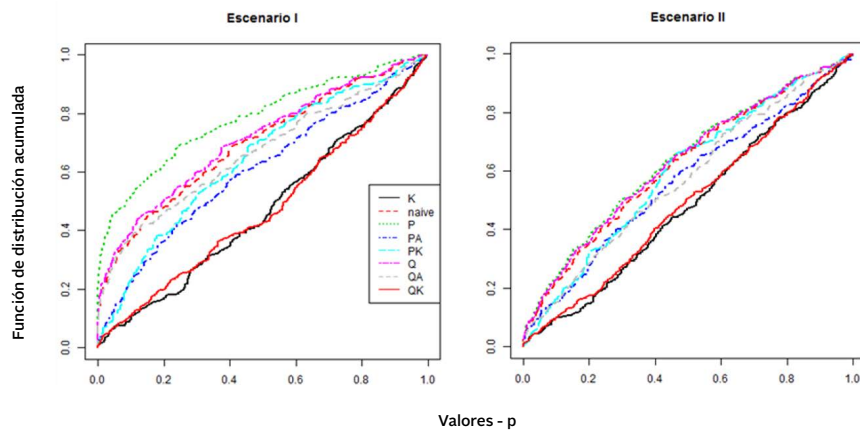 Escenario I
Escenario II
Función de distribución acumulada
1.0
0.8
0.6
0.4
0.2
0.0
K
naive
P
PA
PK
Q
QA
QK
0.0 0.2 0.4 0.6 0.8 1.0
1.0
0.8
0.6
0.4
0.2
0.0
0.0 0.2 0.4 0.6 0.8 1.0
Valores - p